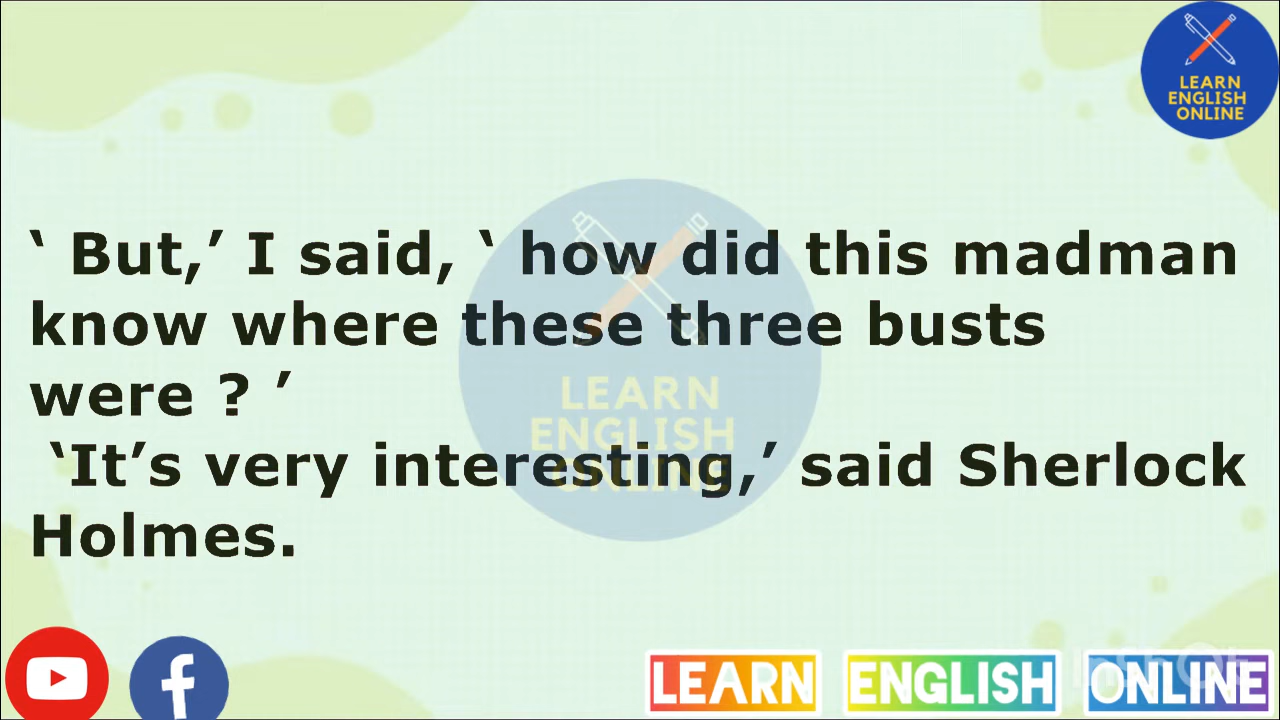 LEARN
ENGLISH
ONLINE
‘ But,’ I said, ‘ how did this madman
know where these three busts
were ? ’
‘It’s very interesting,’ said Sherlock
Holmes.
LEARN
ENGLISH
ONLINE
LEARN ENGLISH ONLINE